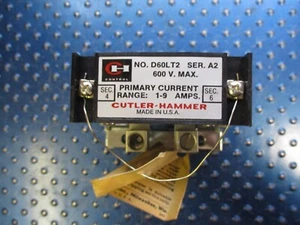 CH
CONTROL
NO. D60LT2 SER. A2
600 V. MAX.
SEC. 4
PRIMARY CURRENT
RANGE: 1-9 AMPS.
SEC. 6
CUTLER-HAMMER
MADE IN U.S.A.